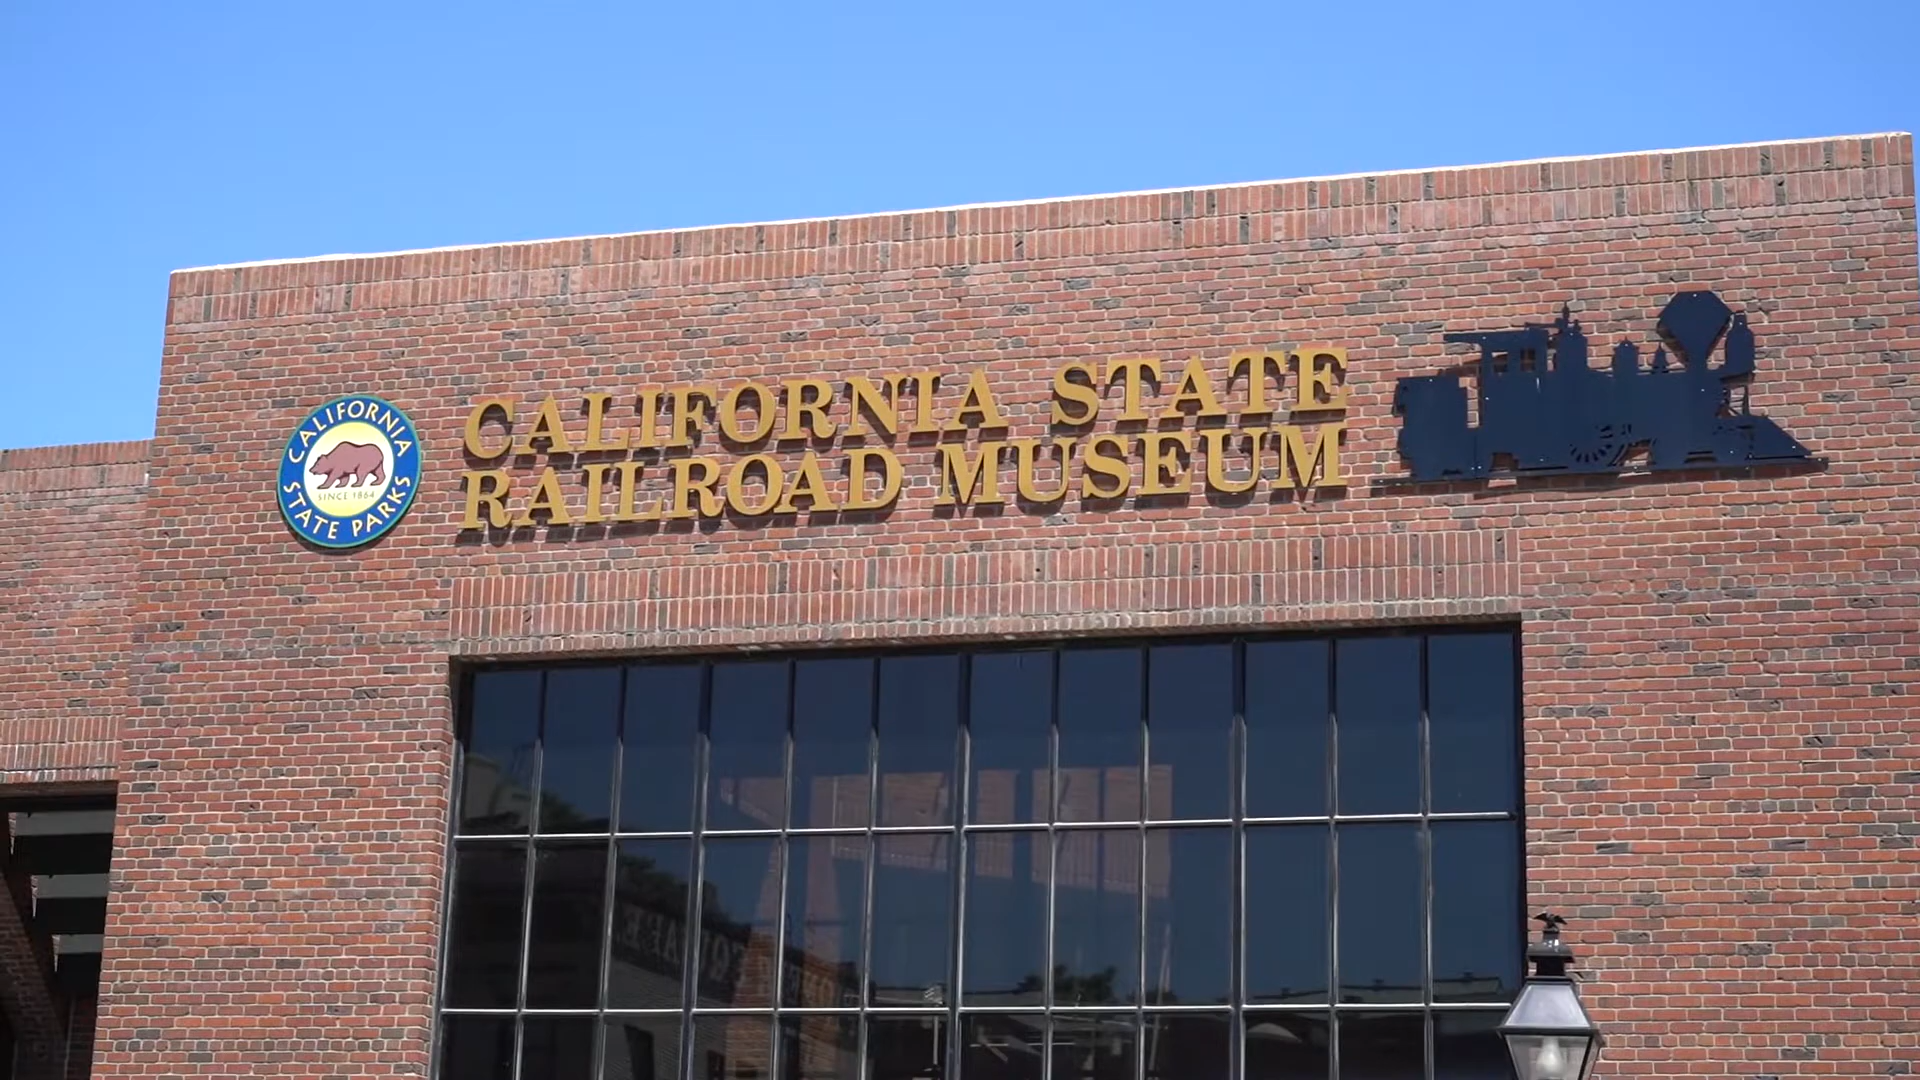 CALIFORNIA
SINCE 1864
STATE PARKS
CALIFORNIA STATE
RAILROAD MUSEUM